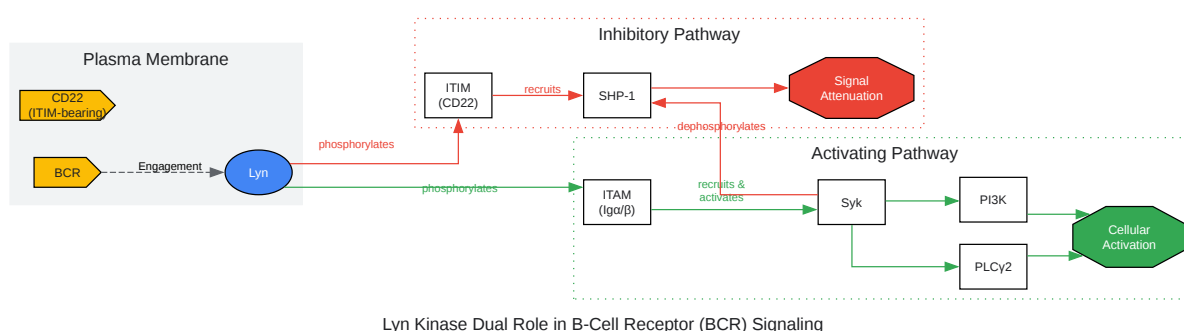 Plasma Membrane
CD22
(ITIM-bearing)
BCR
Engagement
Lyn
phosphorylates
phosphorylates
Inhibitory Pathway
ITIM
(CD22)
recruits
SHP-1
Signal
Attenuation
dephosphorylates
Activating Pathway
ITAM
(Igα/β)
recruits &
activates
Syk
PI3K
PLCγ2
Cellular
Activation
Lyn Kinase Dual Role in B-Cell Receptor (BCR) Signaling